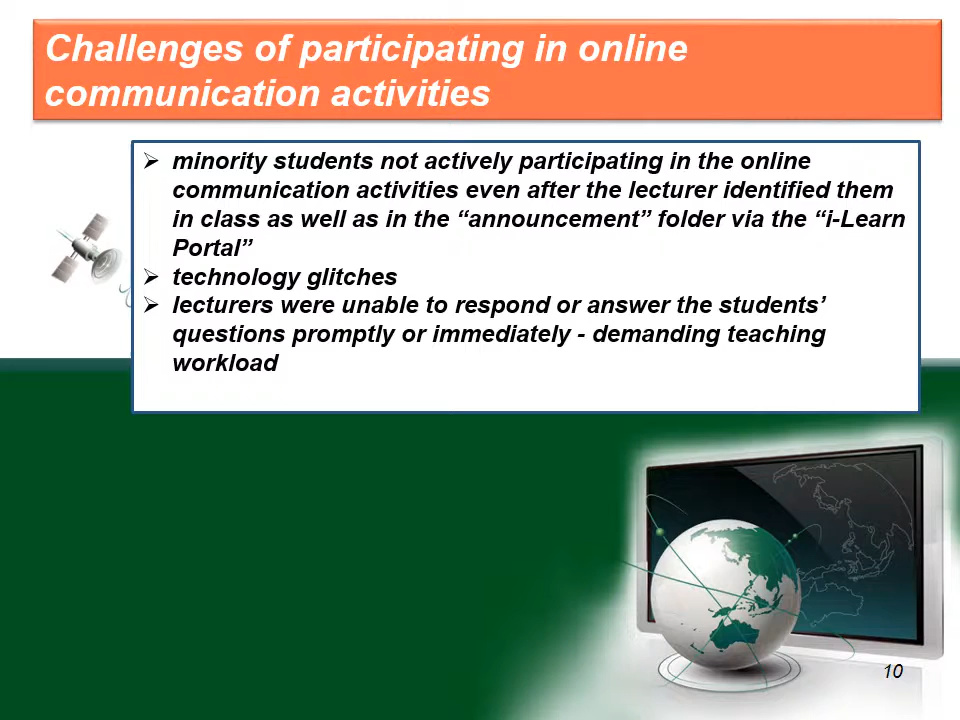 Challenges of participating in online
communication activities
➢ minority students not actively participating in the online
communication activities even after the lecturer identified them
in class as well as in the “announcement” folder via the “i-Learn
Portal”
➢ technology glitches
➢ lecturers were unable to respond or answer the students’
questions promptly or immediately - demanding teaching
workload
10